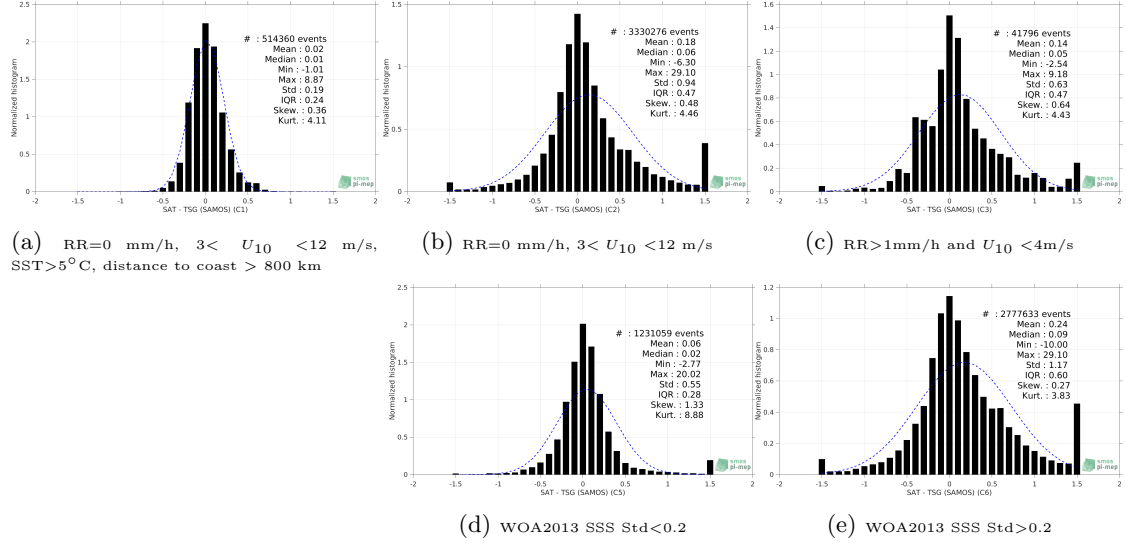 2.5
2
1.5
1
0.5
0
Normalized histogram
# : 514360 events
Mean : 0.02
Median : 0.01
Min : -1.01
Max : 8.87
Std : 0.19
IQR : 0.24
Skew. : 0.36
Kurt. : 4.11
smos
pi-mep
-2 -1.5 -1 -0.5 0 0.5 1 1.5 2
SAT - TSG (SAMOS) (C1)
(a) RR=0 mm/h, 3< U10 <12 m/s,
SST>5°C, distance to coast > 800 km
1.5
1
0.5
0
Normalized histogram
# : 3330276 events
Mean : 0.18
Median : 0.06
Min : -6.30
Max : 29.10
Std : 0.94
IQR : 0.47
Skew. : 0.48
Kurt. : 4.46
smos
pi-mep
-2 -1.5 -1 -0.5 0 0.5 1 1.5 2
SAT - TSG (SAMOS) (C2)
(b) RR=0 mm/h, 3< U10 <12 m/s
1.6
1.4
1.2
1
0.8
0.6
0.4
0.2
0
Normalized histogram
# : 41796 events
Mean : 0.14
Median : 0.05
Min : -2.54
Max : 9.18
Std : 0.63
IQR : 0.47
Skew. : 0.64
Kurt. : 4.43
smos
pi-mep
-2 -1.5 -1 -0.5 0 0.5 1 1.5 2
SAT - TSG (SAMOS) (C3)
(c) RR>1mm/h and U10 <4m/s
2.5
2
1.5
1
0.5
0
Normalized histogram
# : 1231059 events
Mean : 0.06
Median : 0.02
Min : -2.77
Max : 20.02
Std : 0.55
IQR : 0.28
Skew. : 1.33
Kurt. : 8.88
smos
pi-mep
-2 -1.5 -1 -0.5 0 0.5 1 1.5 2
SAT - TSG (SAMOS) (C5)
(d) WOA2013 SSS Std<0.2
1.2
1
0.8
0.6
0.4
0.2
0
Normalized histogram
# : 2777633 events
Mean : 0.24
Median : 0.09
Min : -10.00
Max : 29.10
Std : 1.17
IQR : 0.60
Skew. : 0.27
Kurt. : 3.83
smos
pi-mep
-2 -1.5 -1 -0.5 0 0.5 1 1.5 2
SAT - TSG (SAMOS) (C6)
(e) WOA2013 SSS Std>0.2